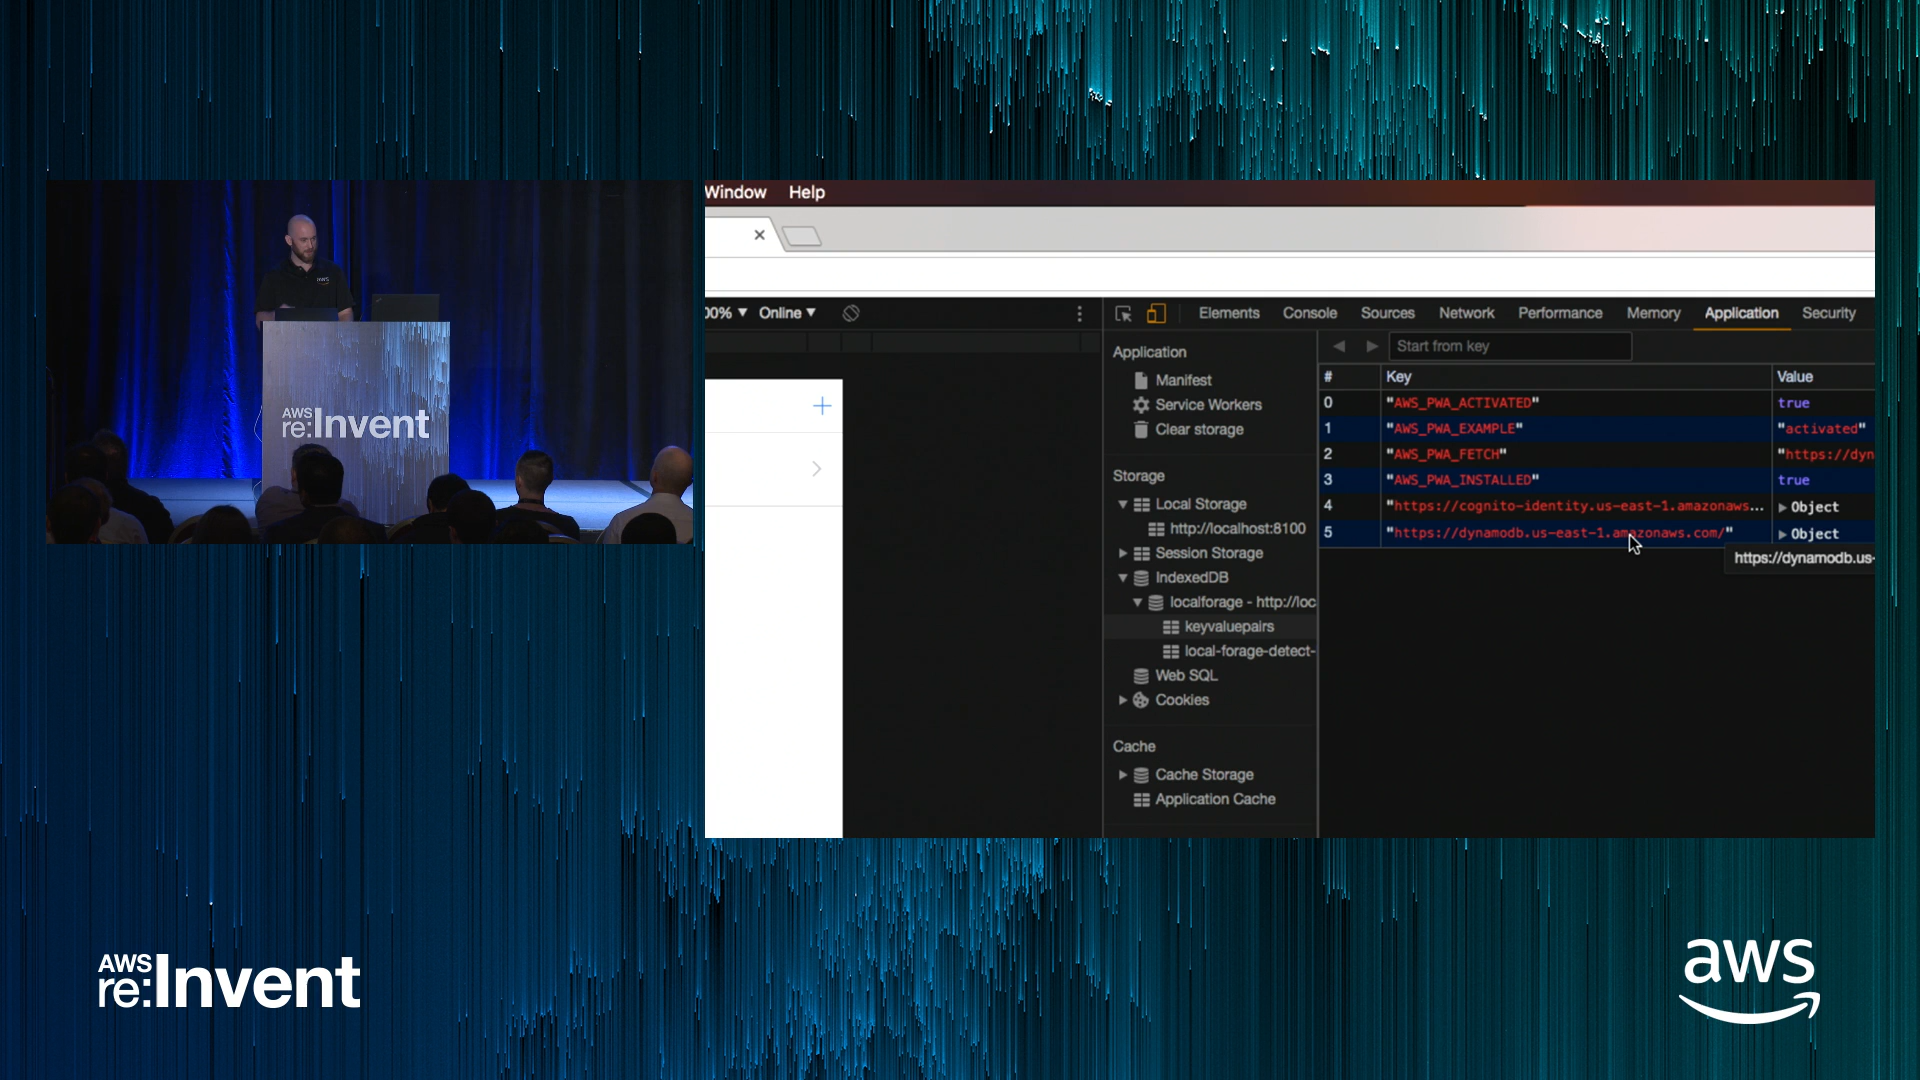 Window Help
00% ▼ Online ▼
Elements Console Sources Network Performance Memory Application Security
Application
Manifest
Service Workers
Clear storage
Storage
Local Storage
http://localhost:8100
Session Storage
IndexedDB
localforage - http://loc
keyvaluepairs
local-forage-detect-
Web SQL
Cookies
Cache
Cache Storage
Application Cache
Start from key
# Key Value
0 "AWS_PWA_ACTIVATED" true
1 "AWS_PWA_EXAMPLE" "activated"
2 "AWS_PWA_FETCH" "https://dyn
3 "AWS_PWA_INSTALLED" true
4 "https://cognito-identity.us-east-1.amazonaws... ▶ Object
5 "https://dynamodb.us-east-1.amazonaws.com/" ▶ Object
https://dynamodb.us-
aws
AWS
re:Invent
AWS
re:Invent
aws